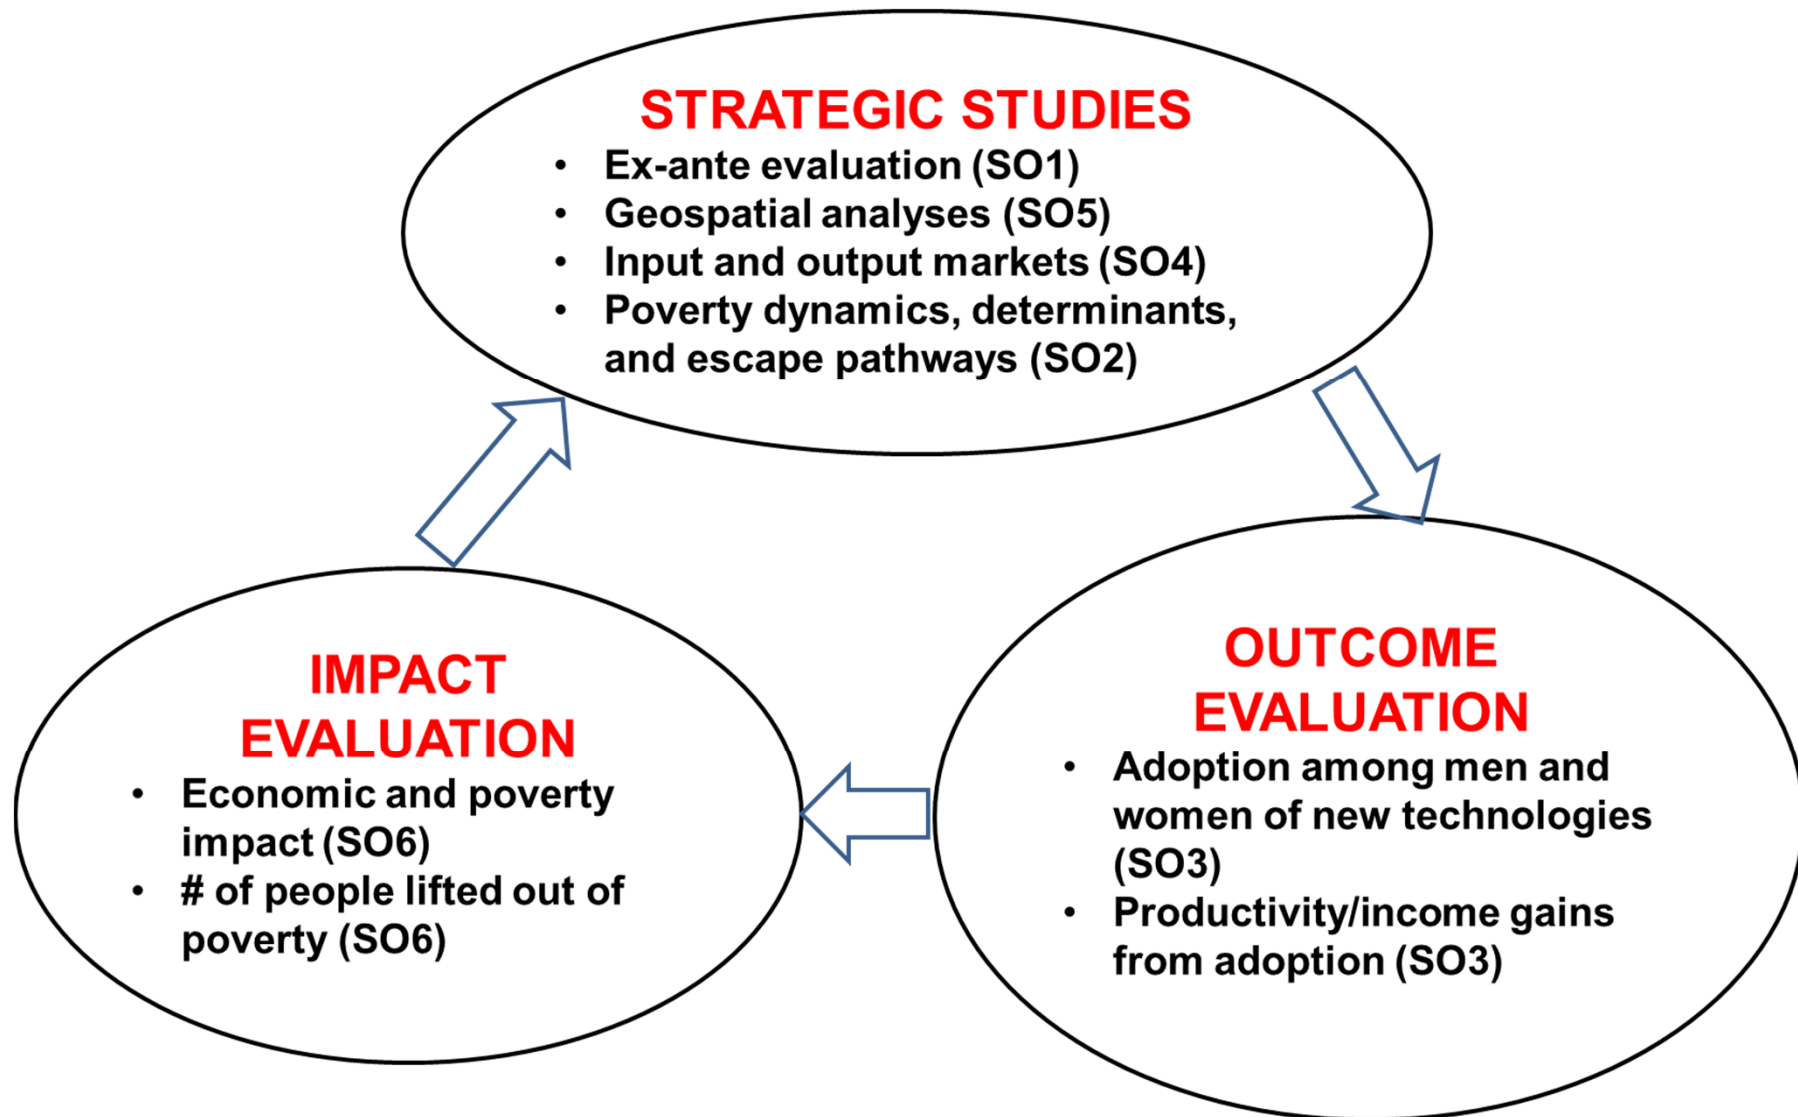 STRATEGIC STUDIES
• Ex-ante evaluation (SO1)
• Geospatial analyses (SO5)
• Input and output markets (SO4)
• Poverty dynamics, determinants,
and escape pathways (SO2)
IMPACT
EVALUATION
• Economic and poverty
impact (SO6)
• # of people lifted out of
poverty (SO6)
OUTCOME
EVALUATION
• Adoption among men and
women of new technologies
(SO3)
• Productivity/income gains
from adoption (SO3)